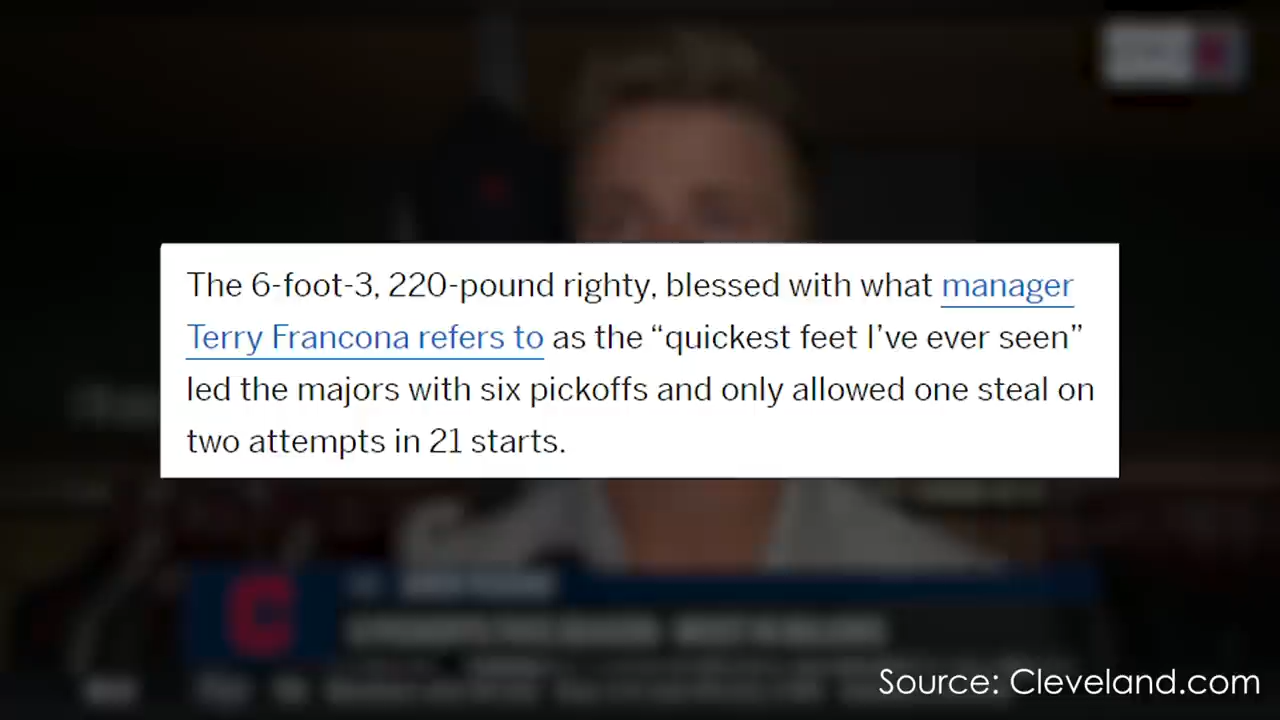 The 6-foot-3, 220-pound righty, blessed with what manager
Terry Francona refers to as the “quickest feet I’ve ever seen”
led the majors with six pickoffs and only allowed one steal on
two attempts in 21 starts.
C
Source: Cleveland.com